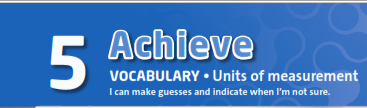 5 Achieve
VOCABULARY • Units of measurement
I can make guesses and indicate when I'm not sure.